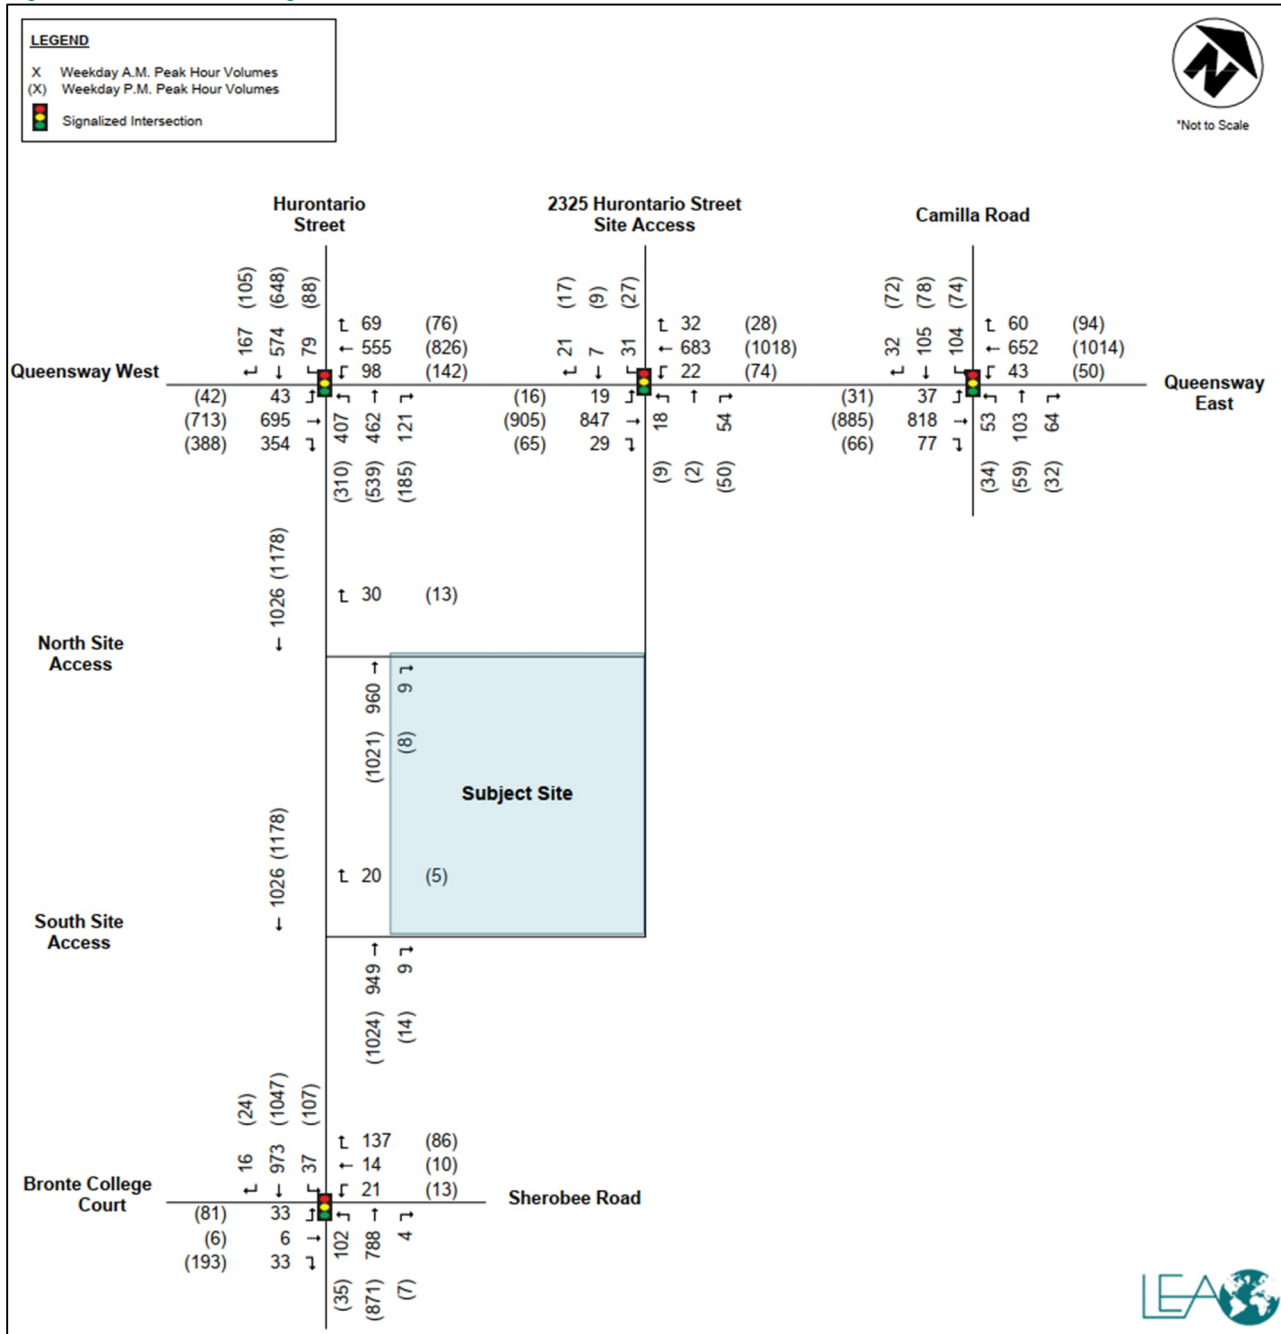 LEGEND
X Weekday A.M. Peak Hour Volumes
(X) Weekday P.M. Peak Hour Volumes
Signalized Intersection
N
*Not to Scale
Hurontario
Street
2325 Hurontario Street
Site Access
Camilla Road
(105) (648) (88)
167 574 79
69 (76)
555 (826)
98 (142)
(17) (9) (27)
21 7 31
32 (28)
683 (1018)
22 (74)
(72) (78) (74)
32 105 104
60 (94)
652 (1014)
43 (50)
Queensway West
Queensway
East
(42) 43
(713) 695
(388) 354
407 462 121
(310) (539) (185)
(16) 19
(905) 847
(65) 29
18 54
(9) (2) (50)
(31) 37
(885) 818
(66) 77
53 103 64
(34) (59) (32)
1026 (1178)
30 (13)
North Site
Access
960 9
(1021) (8)
Subject Site
1026 (1178)
20 (5)
South Site
Access
949 9
(1024) (14)
(24) (1047) (107)
16 973 37
137 (86)
14 (10)
21 (13)
Bronte College
Court
Sherobee Road
(81) 33
(6) 6
(193) 33
102 788 4
(35) (871) (7)
LEA